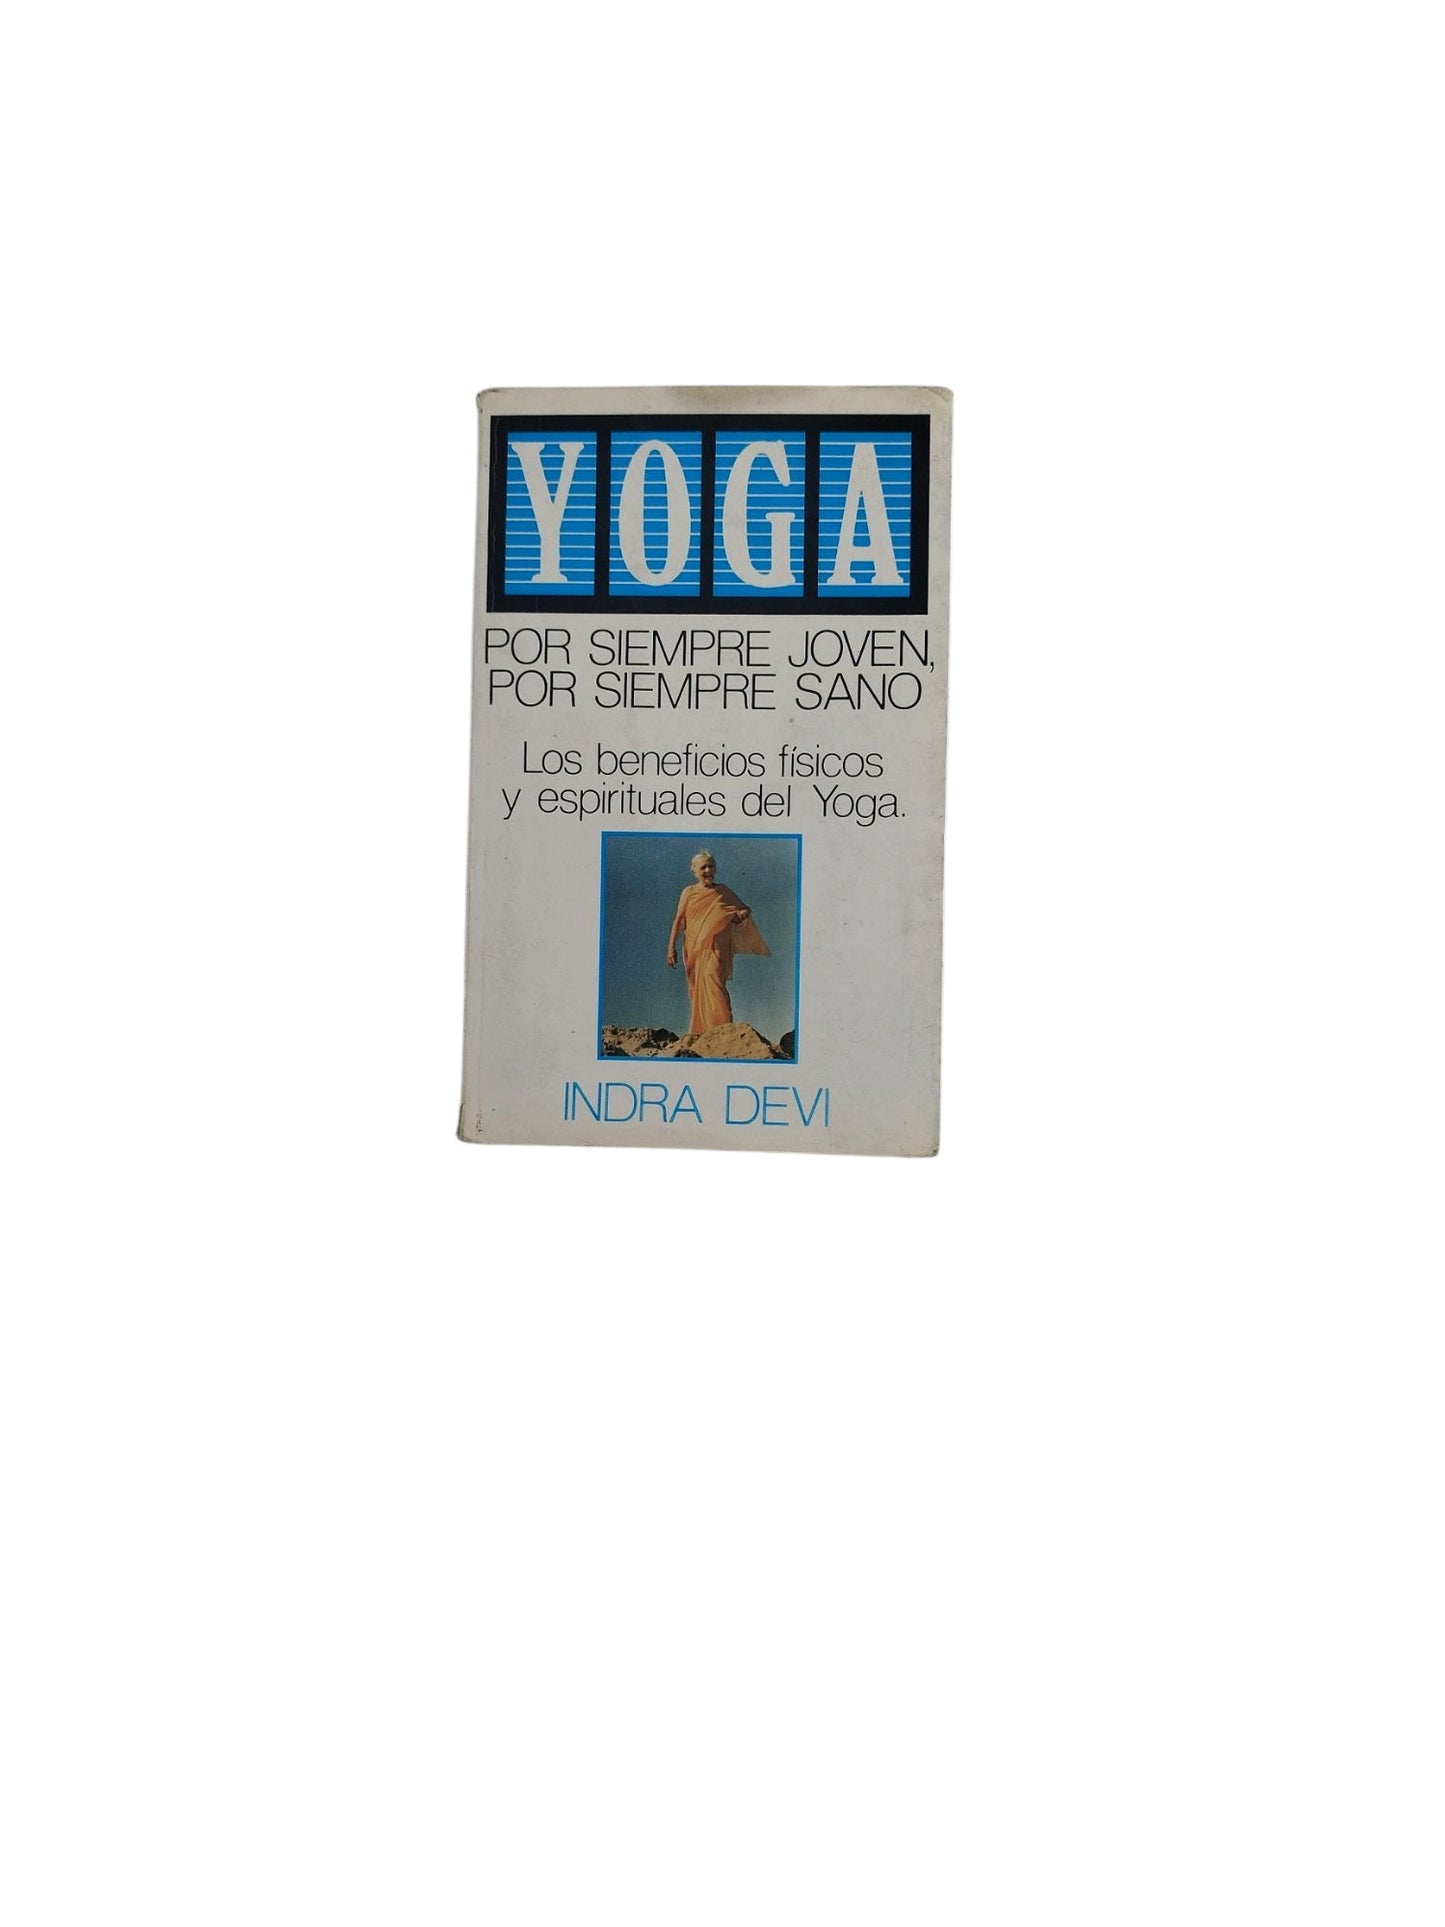 YOGA
POR SIEMPRE JOVEN,
POR SIEMPRE SANO
Los beneficios físicos
y espirituales del Yoga.
INDRA DEVI